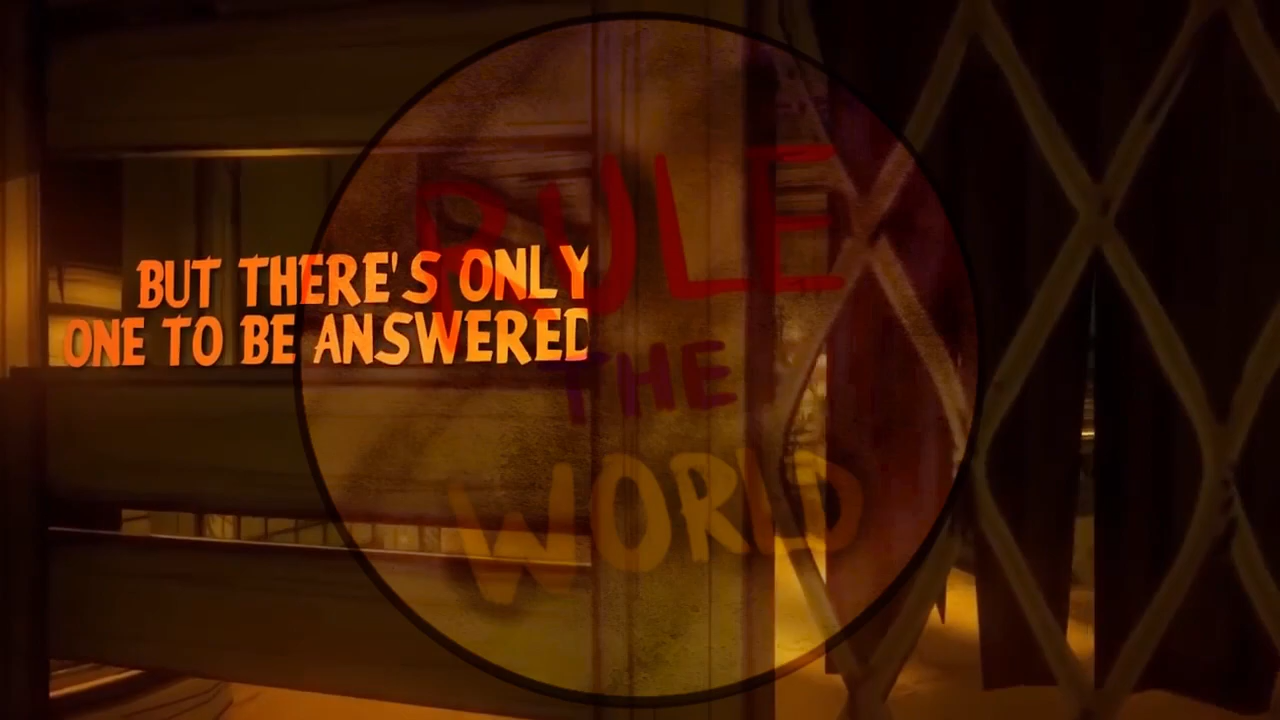 BUT THERE'S ONLY
ONE TO BE ANSWERED
RULE
THE
WORLD